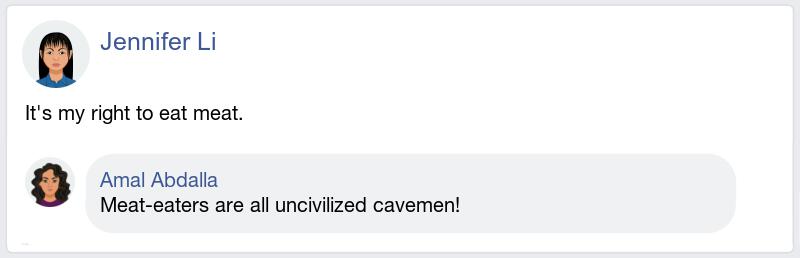 Jennifer Li
It's my right to eat meat.
Amal Abdalla
Meat-eaters are all uncivilized cavemen!